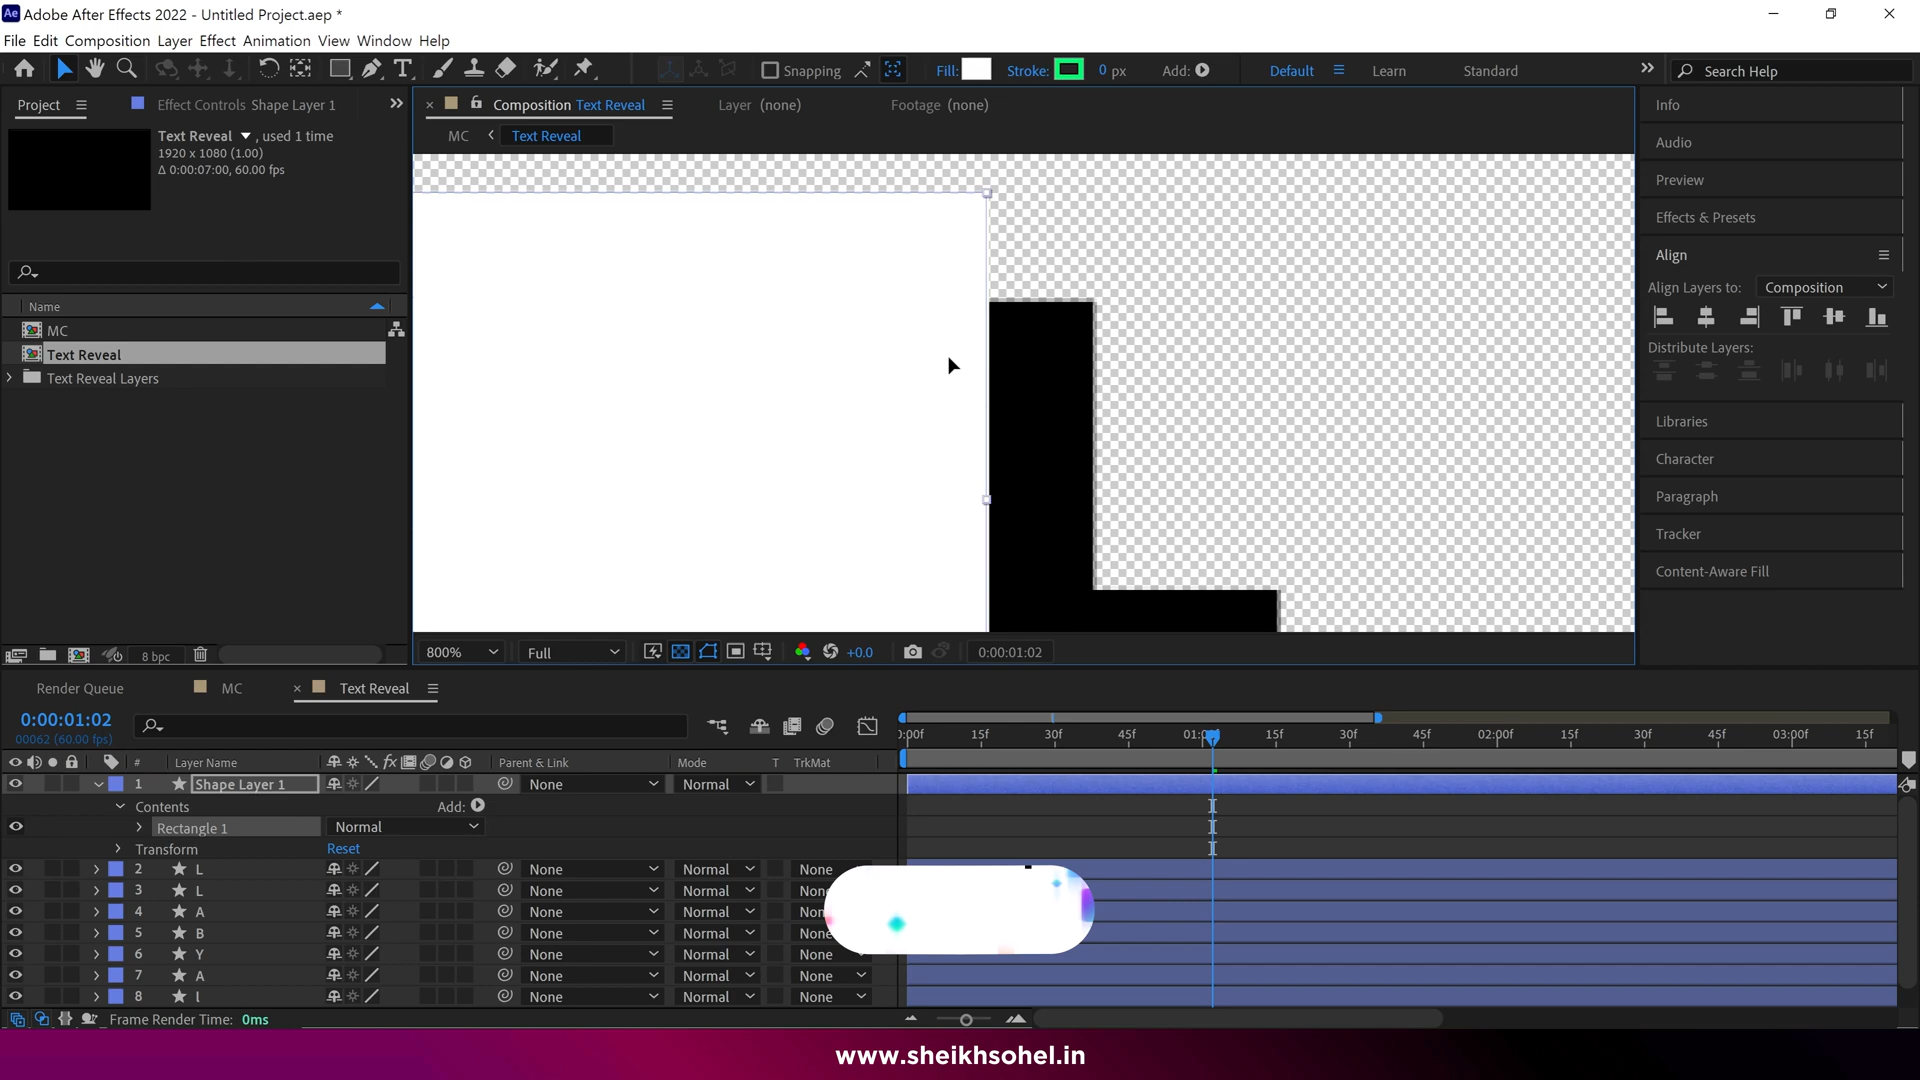 Adobe After Effects 2022 - Untitled Project.aep *
File Edit Composition Layer Effect Animation View Window Help
Snapping Fill: Stroke: 0 px Add: Default Learn Standard Search Help
Project Effect Controls Shape Layer 1
Composition Text Reveal Layer (none) Footage (none)
MC Text Reveal
Text Reveal , used 1 time
1920 x 1080 (1.00)
Δ 0:00:07:00, 60.00 fps
Name
MC
Text Reveal
Text Reveal Layers
8 bpc
800% Full +0.0 0:00:01:02
Info
Audio
Preview
Effects & Presets
Align
Align Layers to: Composition
Distribute Layers:
Libraries
Character
Paragraph
Tracker
Content-Aware Fill
Render Queue MC Text Reveal
0:00:01:02
00062 (60.00 fps)
0:00f 15f 30f 45f 15f 30f 45f 02:00f 15f 30f 45f 03:00f 15f
# Layer Name Parent & Link Mode T TrkMat
1 Shape Layer 1 None Normal
Contents Add:
Rectangle 1 Normal
Transform Reset
2 L None Normal None
3 L None Normal None
4 A None Normal
5 B None Normal
6 Y None Normal
7 A None Normal None
8 l None Normal None
Frame Render Time: 0ms
www.sheikhsohel.in